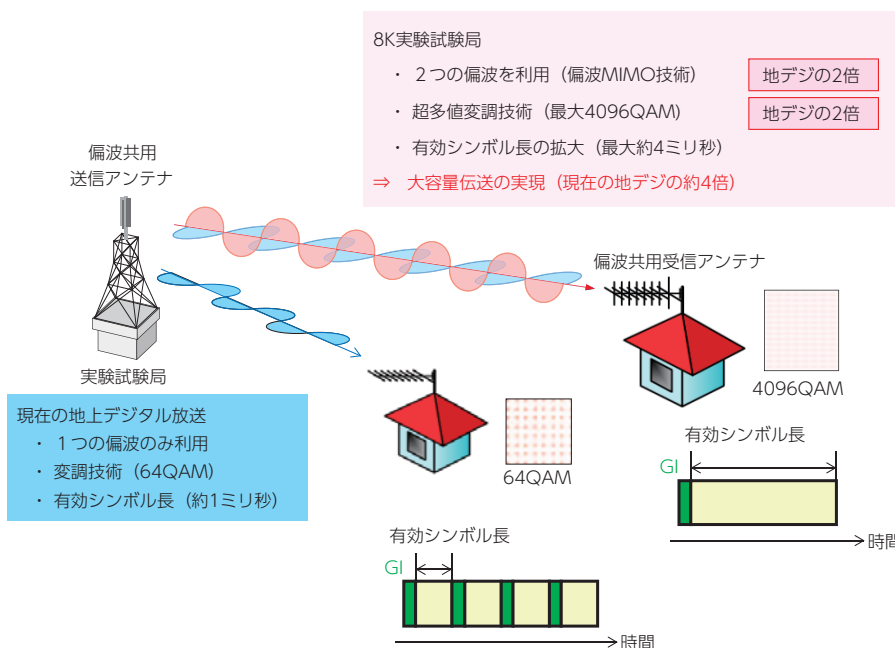 8K実験試験局
・ 2つの偏波を利用（偏波MIMO技術） 地デジの2倍
・ 超多値変調技術（最大4096QAM） 地デジの2倍
・ 有効シンボル長の拡大（最大約4ミリ秒）
⇒ 大容量伝送の実現（現在の地デジの約4倍）
偏波共用
送信アンテナ
実験試験局
偏波共用受信アンテナ
4096QAM
現在の地上デジタル放送
・ 1つの偏波のみ利用
・ 変調技術（64QAM）
・ 有効シンボル長（約1ミリ秒）
64QAM
有効シンボル長
GI
時間
有効シンボル長
GI
時間